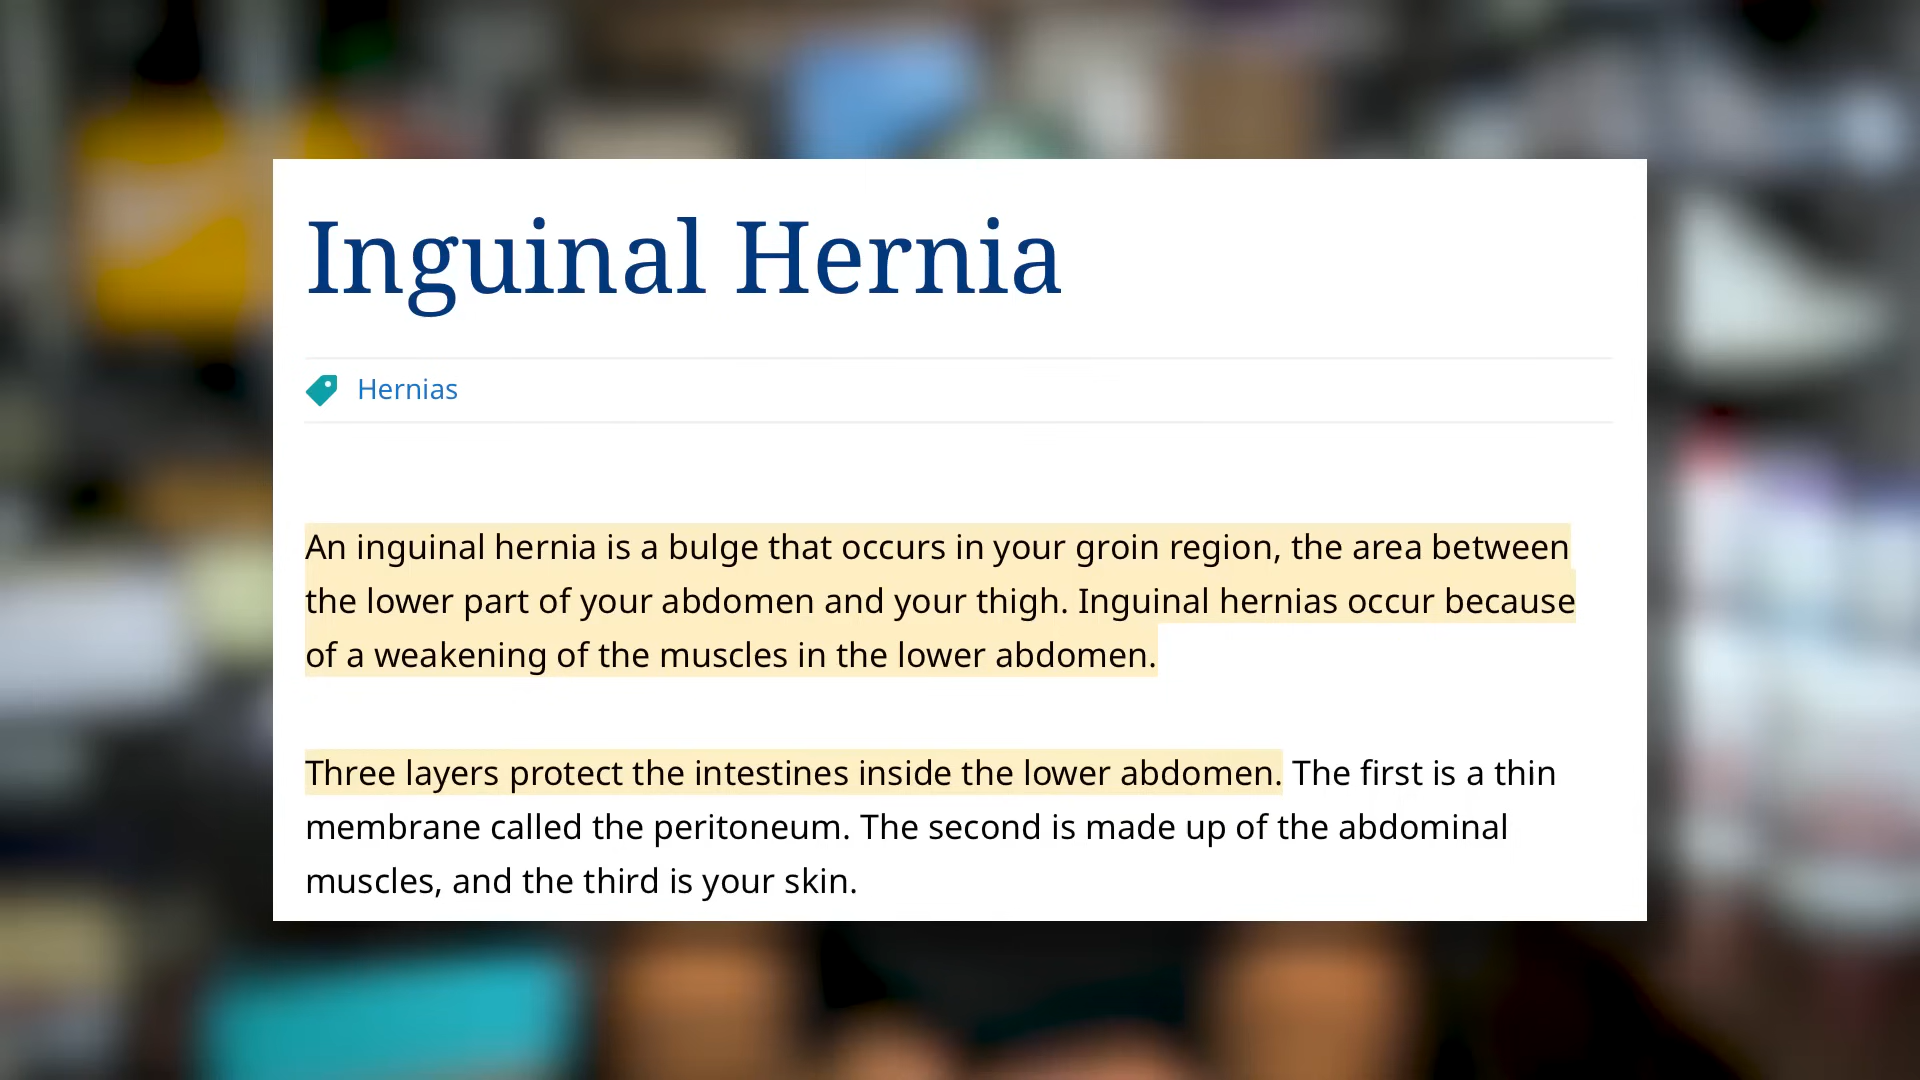 Inguinal Hernia
Hernias
An inguinal hernia is a bulge that occurs in your groin region, the area between
the lower part of your abdomen and your thigh. Inguinal hernias occur because
of a weakening of the muscles in the lower abdomen.
Three layers protect the intestines inside the lower abdomen. The first is a thin
membrane called the peritoneum. The second is made up of the abdominal
muscles, and the third is your skin.